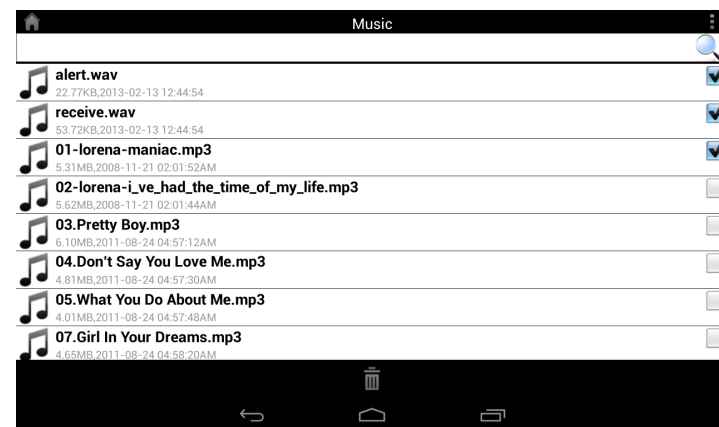 Music
alert.wav
22.77KB,2013-02-13 12:44:54
receive.wav
53.72KB,2013-02-13 12:44:54
01-lorena-maniac.mp3
5.31MB,2008-11-21 02:01:52AM
02-lorena-i_ve_had_the_time_of_my_life.mp3
5.62MB,2008-11-21 02:01:44AM
03.Pretty Boy.mp3
6.10MB,2011-08-24 04:57:12AM
04.Don't Say You Love Me.mp3
4.81MB,2011-08-24 04:57:30AM
05.What You Do About Me.mp3
4.01MB,2011-08-24 04:57:48AM
07.Girl In Your Dreams.mp3
4.65MB,2011-08-24 04:58:20AM